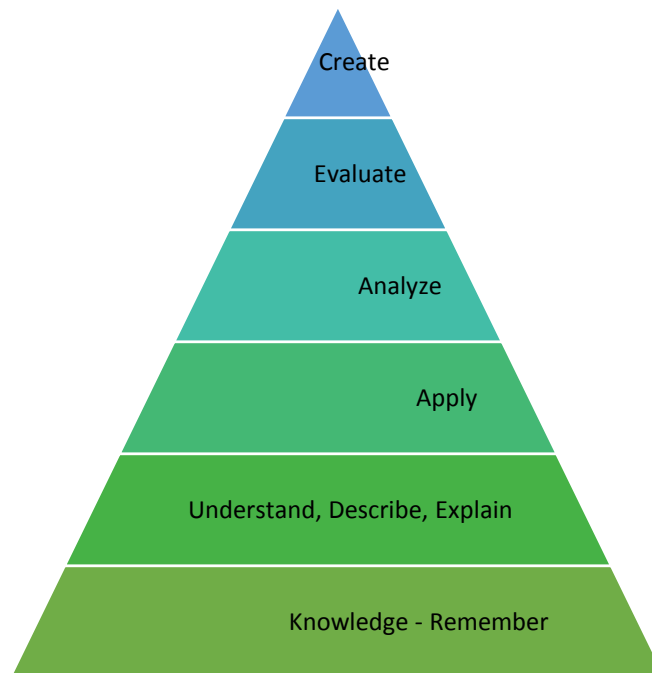 Create
Evaluate
Analyze
Apply
Understand, Describe, Explain
Knowledge - Remember